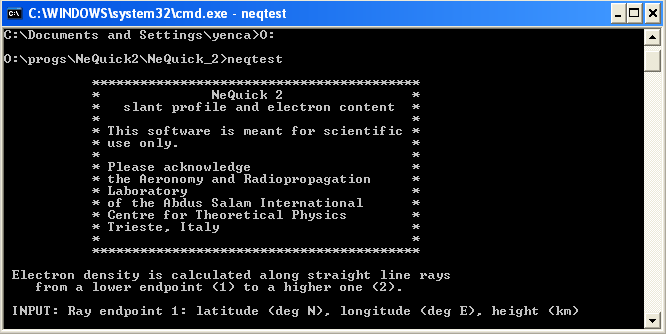 C:\WINDOWS\system32\cmd.exe - neqtest
C:\Documents and Settings\yenca>O:
O:\progs\NeQuick2\NeQuick_2>neqtest
*****************************************
* NeQuick 2 *
* slant profile and electron content *
* *
* This software is meant for scientific *
* use only. *
* *
* Please acknowledge *
* the Aeronomy and Radiopropagation *
* Laboratory *
* of the Abdus Salam International *
* Centre for Theoretical Physics *
* Trieste, Italy *
* *
*****************************************
Electron density is calculated along straight line rays
from a lower endpoint (1) to a higher one (2).
INPUT: Ray endpoint 1: latitude (deg N), longitude (deg E), height (km)